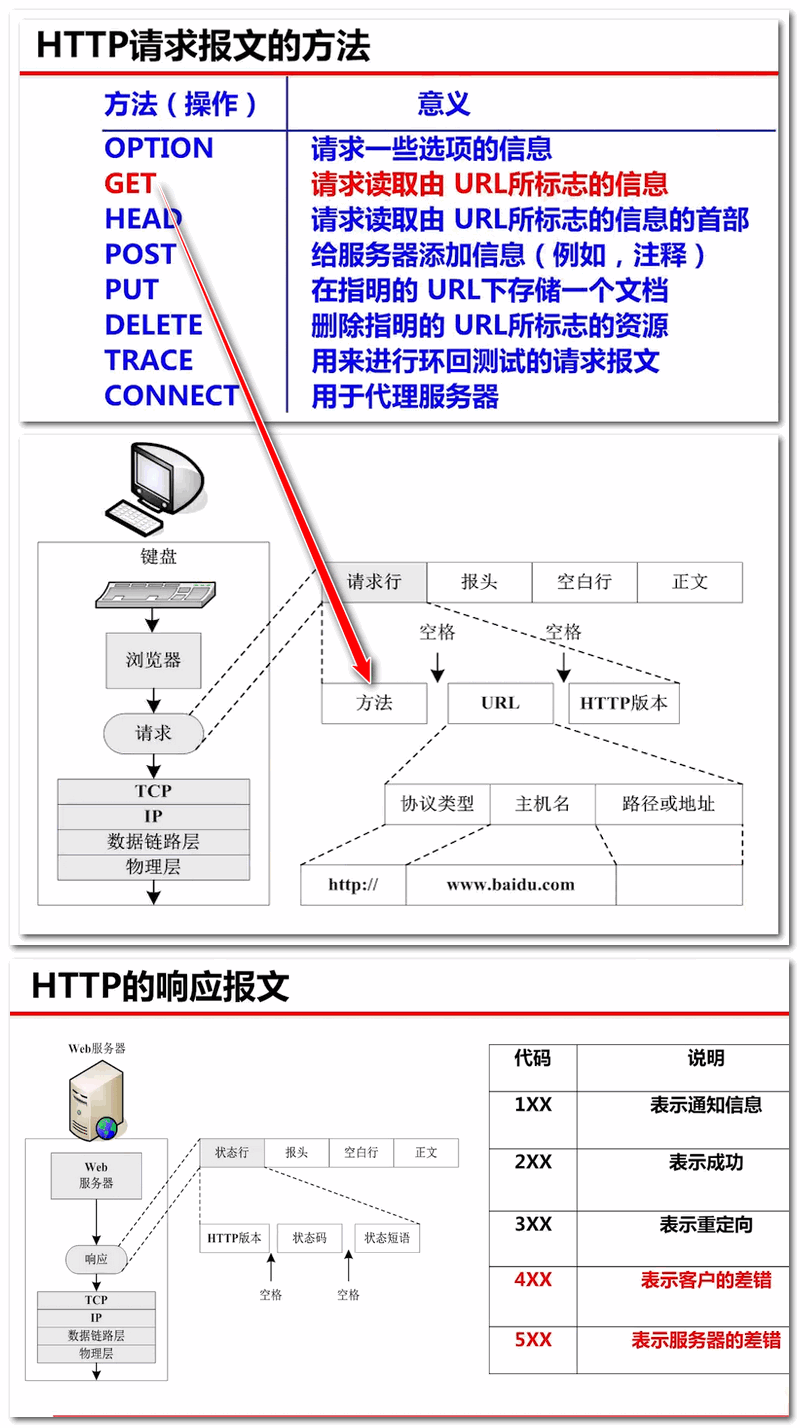 HTTP请求报文的方法
方法（操作） 意义
OPTION 请求一些选项的信息
GET 请求读取由 URL所标志的信息
HEAD 请求读取由 URL所标志的信息的首部
POST 给服务器添加信息（例如，注释）
PUT 在指明的 URL下存储一个文档
DELETE 删除指明的 URL所标志的资源
TRACE 用来进行环回测试的请求报文
CONNECT 用于代理服务器
键盘
浏览器
请求
TCP
IP
数据链路层
物理层
请求行 报头 空白行 正文
空格 空格
方法 URL HTTP版本
协议类型 主机名 路径或地址
http:// www.baidu.com
HTTP的响应报文
Web服务器
Web
服务器
响应
TCP
IP
数据链路层
物理层
状态行 报头 空白行 正文
HTTP版本 状态码 状态短语
空格 空格
代码 说明
1XX 表示通知信息
2XX 表示成功
3XX 表示重定向
4XX 表示客户的差错
5XX 表示服务器的差错